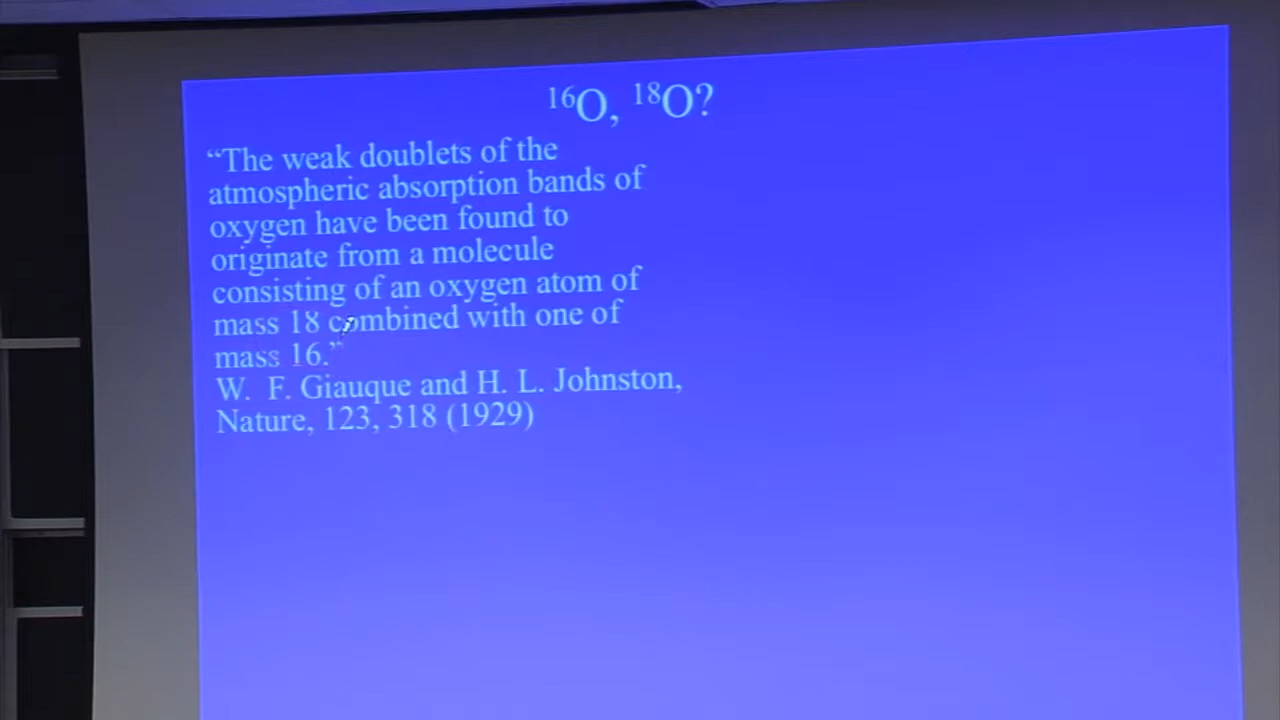 ¹⁶O, ¹⁸O?
“The weak doublets of the
atmospheric absorption bands of
oxygen have been found to
originate from a molecule
consisting of an oxygen atom of
mass 18 combined with one of
mass 16.”
W. F. Giauque and H. L. Johnston,
Nature, 123, 318 (1929)